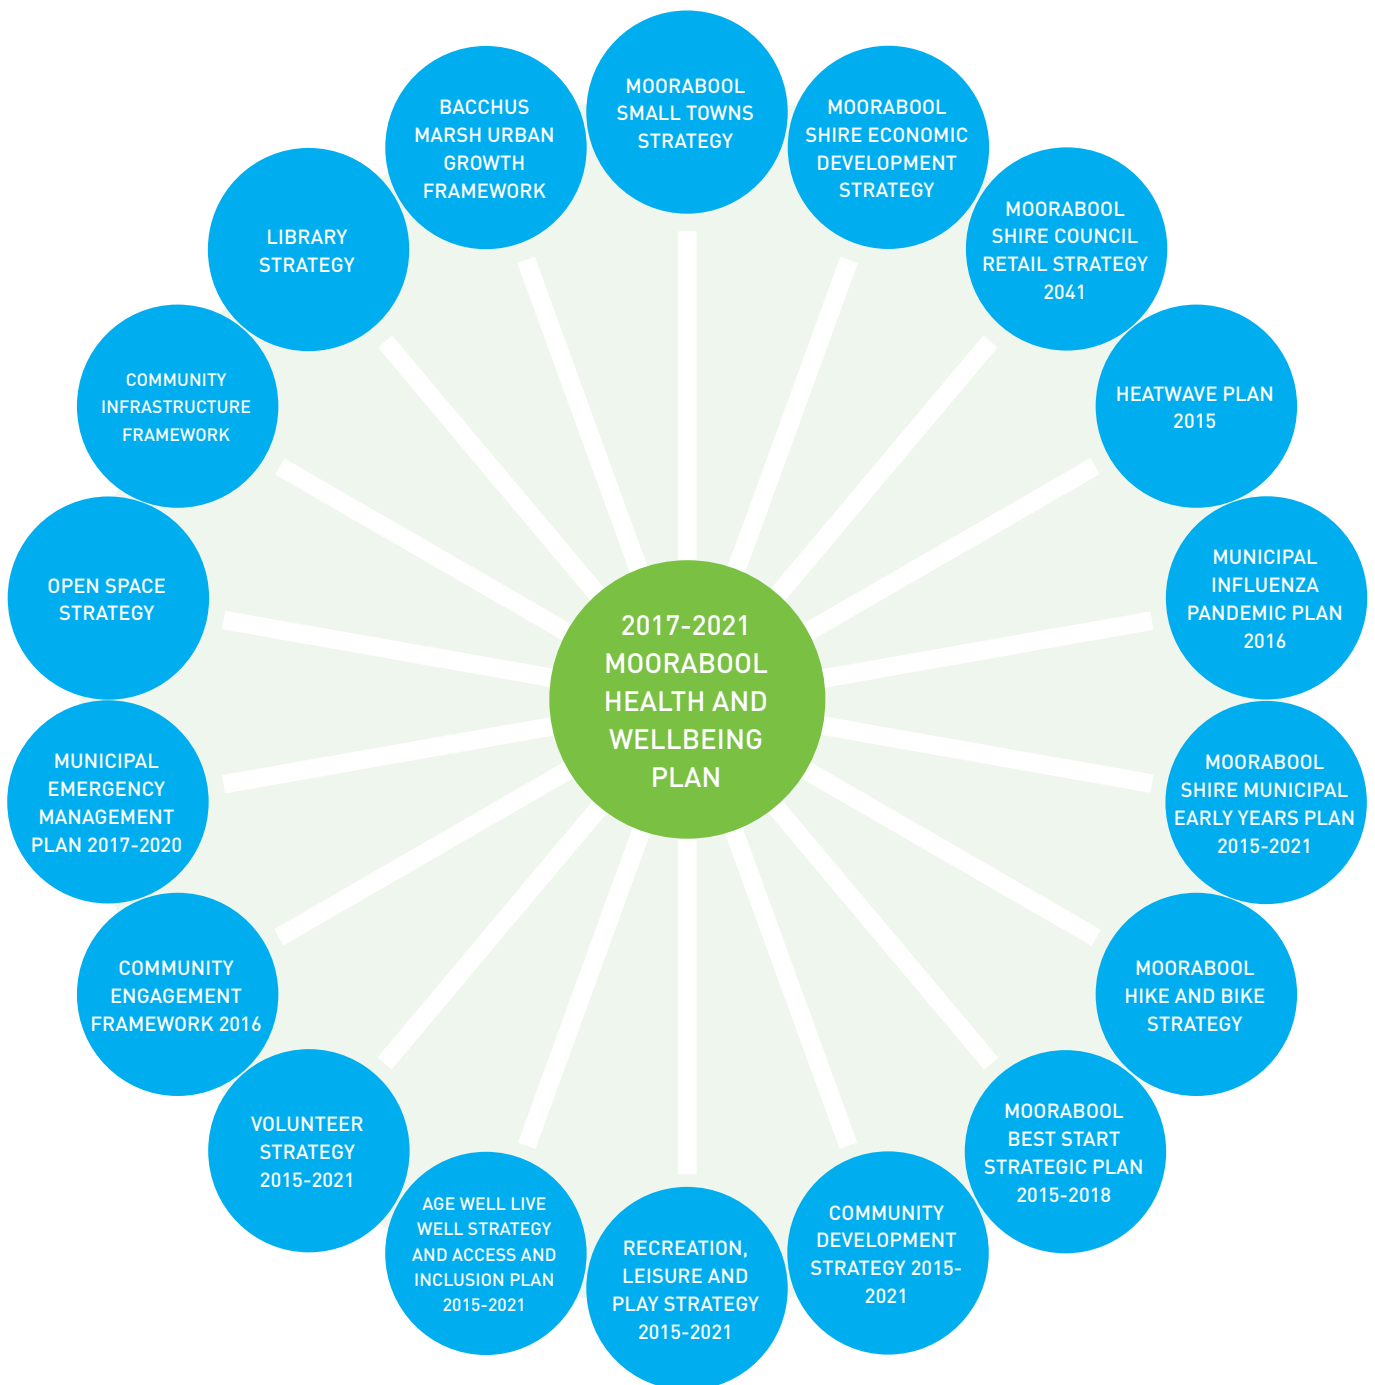 MOORABOOL
SMALL TOWNS
STRATEGY
MOORABOOL
SHIRE ECONOMIC
DEVELOPMENT
STRATEGY
MOORABOOL
SHIRE COUNCIL
RETAIL STRATEGY
2041
HEATWAVE PLAN
2015
MUNICIPAL
INFLUENZA
PANDEMIC PLAN
2016
MOORABOOL
SHIRE MUNICIPAL
EARLY YEARS PLAN
2015-2021
MOORABOOL
HIKE AND BIKE
STRATEGY
MOORABOOL
BEST START
STRATEGIC PLAN
2015-2018
COMMUNITY
DEVELOPMENT
STRATEGY 2015-
2021
RECREATION,
LEISURE AND
PLAY STRATEGY
2015-2021
AGE WELL LIVE
WELL STRATEGY
AND ACCESS AND
INCLUSION PLAN
2015-2021
VOLUNTEER
STRATEGY
2015-2021
COMMUNITY
ENGAGEMENT
FRAMEWORK 2016
MUNICIPAL
EMERGENCY
MANAGEMENT
PLAN 2017-2020
OPEN SPACE
STRATEGY
COMMUNITY
INFRASTRUCTURE
FRAMEWORK
LIBRARY
STRATEGY
BACCHUS
MARSH URBAN
GROWTH
FRAMEWORK
2017-2021
MOORABOOL
HEALTH AND
WELLBEING
PLAN